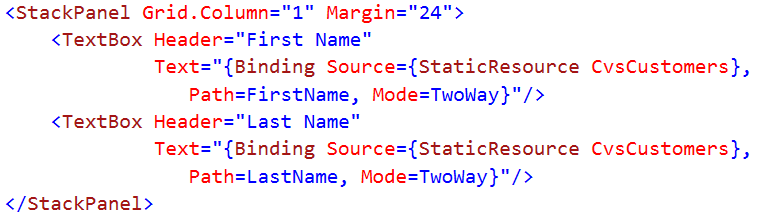 <StackPanel Grid.Column="1" Margin="24">
    <TextBox Header="First Name"
             Text="{Binding Source={StaticResource CvsCustomers},
                Path=FirstName, Mode=TwoWay}"/>
    <TextBox Header="Last Name"
             Text="{Binding Source={StaticResource CvsCustomers},
                Path=LastName, Mode=TwoWay}"/>
</StackPanel>